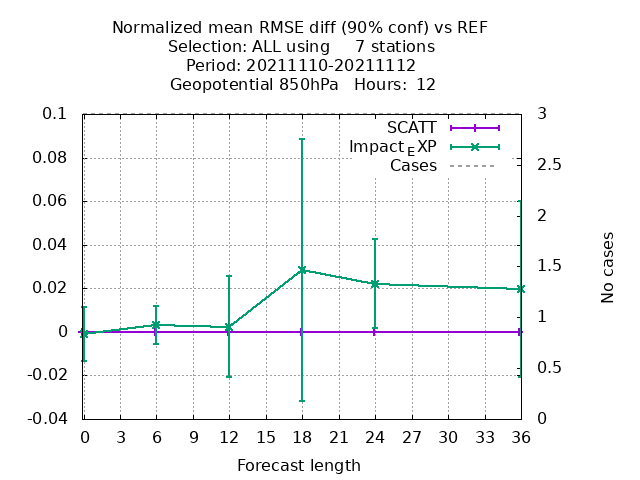 Normalized mean RMSE diff (90% conf) vs REF
Selection: ALL using     7 stations
Period: 20211110-20211112
Geopotential 850hPa   Hours:  12
0.1
0.08
0.06
0.04
0.02
0
-0.02
-0.04
SCATT
Impact_EXP
Cases
3
2.5
2
1.5
1
0.5
0
No cases
0 3 6 9 12 15 18 21 24 27 30 33 36
Forecast length